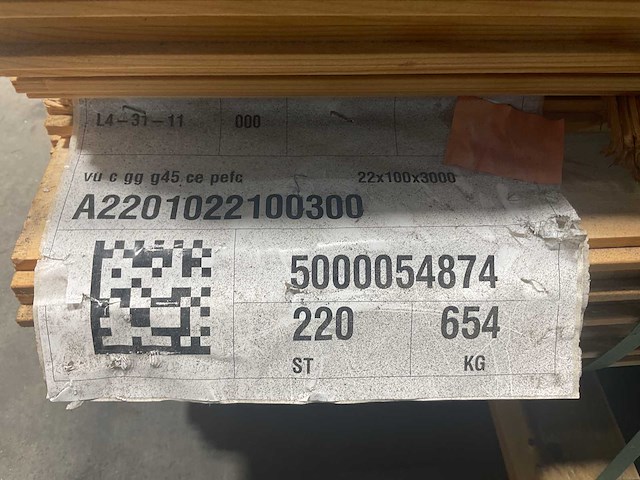 L4-31-11 000
vu c gg g45 ce pefc 22x100x3000
A2201022100300
5000054874
220 654
ST KG